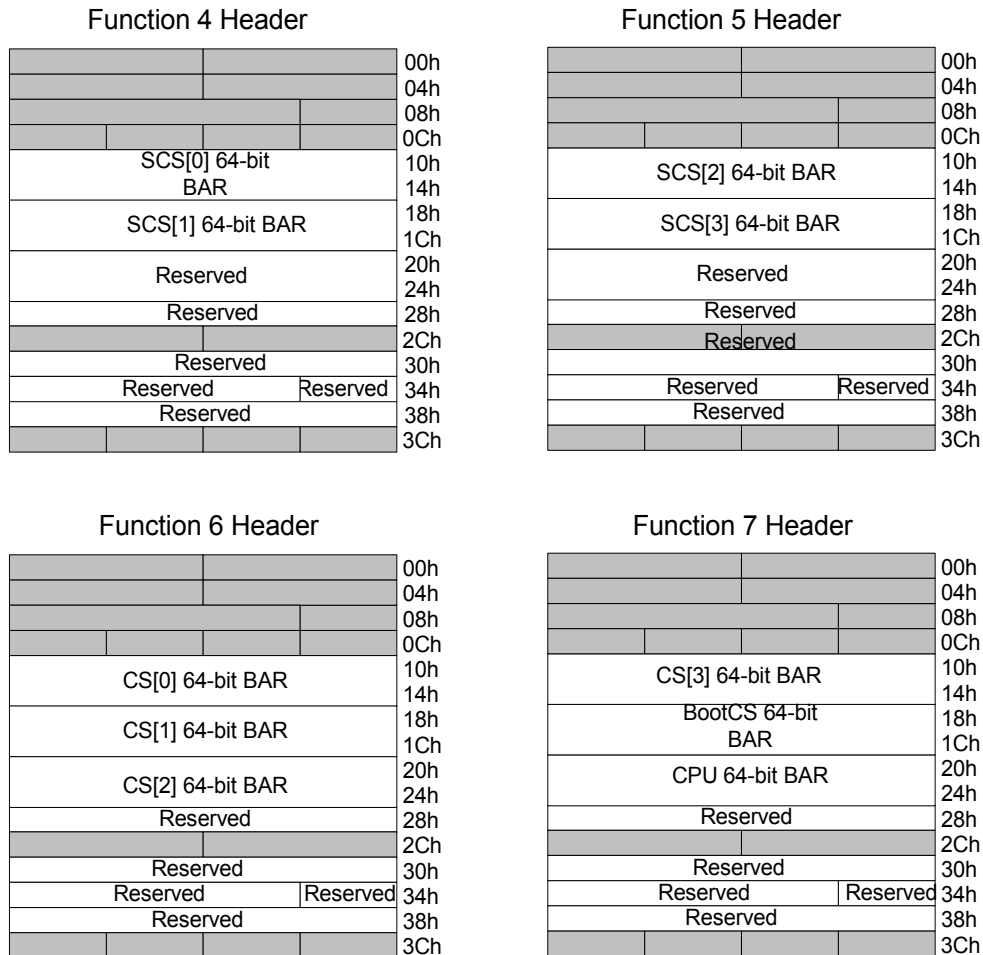 Function 4 Header
00h
04h
08h
0Ch
SCS[0] 64-bit
BAR
10h
14h
SCS[1] 64-bit BAR
18h
1Ch
Reserved
20h
24h
Reserved
28h
2Ch
Reserved
30h
Reserved Reserved
34h
Reserved
38h
3Ch
Function 5 Header
00h
04h
08h
0Ch
SCS[2] 64-bit BAR
10h
14h
SCS[3] 64-bit BAR
18h
1Ch
Reserved
20h
24h
Reserved
28h
Reserved
2Ch
30h
Reserved Reserved
34h
Reserved
38h
3Ch
Function 6 Header
00h
04h
08h
0Ch
CS[0] 64-bit BAR
10h
14h
CS[1] 64-bit BAR
18h
1Ch
CS[2] 64-bit BAR
20h
24h
Reserved
28h
2Ch
Reserved
30h
Reserved Reserved
34h
Reserved
38h
3Ch
Function 7 Header
00h
04h
08h
0Ch
CS[3] 64-bit BAR
10h
14h
BootCS 64-bit
BAR
18h
1Ch
CPU 64-bit BAR
20h
24h
Reserved
28h
2Ch
Reserved
30h
Reserved Reserved
34h
Reserved
38h
3Ch